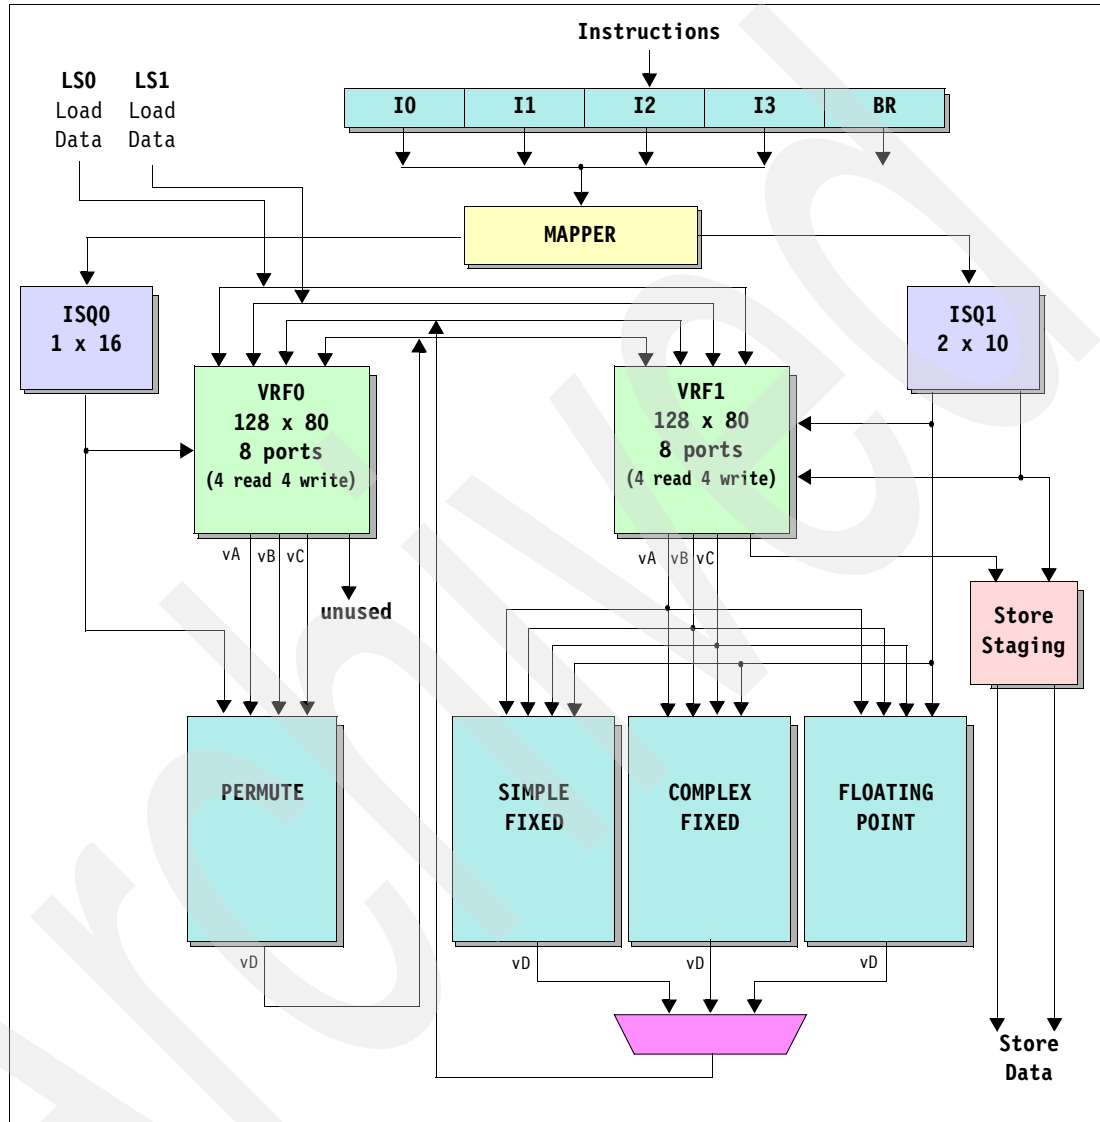 Instructions
LS0
Load
Data
LS1
Load
Data
I0
I1
I2
I3
BR
MAPPER
ISQ0
1 x 16
ISQ1
2 x 10
VRF0
128 x 80
8 ports
(4 read 4 write)
VRF1
128 x 80
8 ports
(4 read 4 write)
vA
vB
vC
unused
vA
vB
vC
Store
Staging
PERMUTE
SIMPLE
FIXED
COMPLEX
FIXED
FLOATING
POINT
vD
vD
vD
vD
Store
Data
Archived